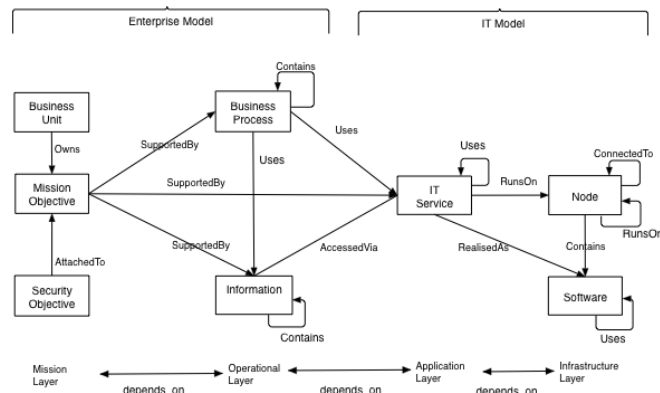 Enterprise Model
IT Model
Contains
Business
Unit
Business
Process
ConnectedTo
Owns
SupportedBy
Uses
Uses
Uses
Mission
Objective
SupportedBy
IT
Service
RunsOn
Node
SupportedBy
AccessedVia
RealisedAs
Contains
RunsOn
AttachedTo
Security
Objective
Information
Software
Contains
Uses
Mission
Layer
Operational
Layer
Application
Layer
Infrastructure
Layer
depends_on
depends_on
depends_on